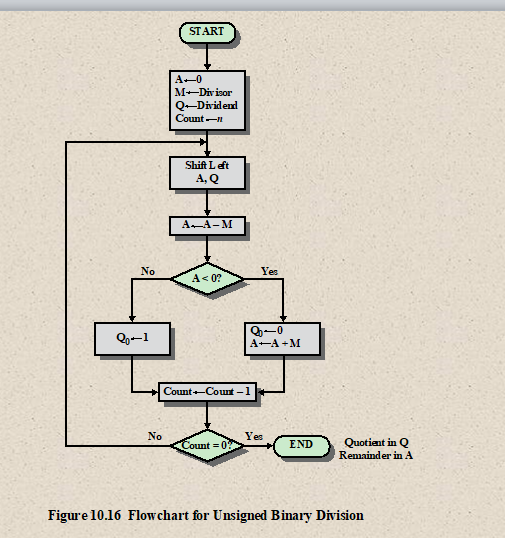 START
A←0
M←Divisor
Q←Dividend
Count←n
Shift Left
A, Q
A←A – M
No
A < 0?
Yes
Q0←1
Q0←0
A←A + M
Count←Count – 1
No
Count = 0?
Yes
END
Quotient in Q
Remainder in A
Figure 10.16 Flowchart for Unsigned Binary Division